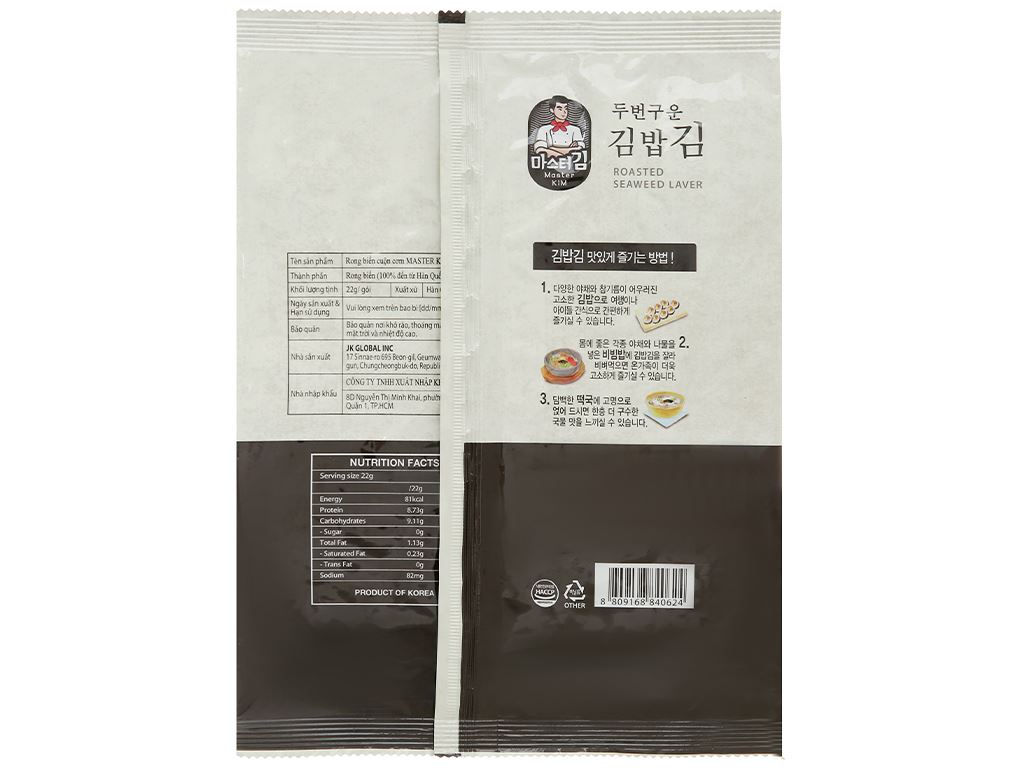 Tên sản phẩm Rong biển cuộn cơm MASTER K
Thành phần Rong biển (100% đến từ Hàn Quố
Khối lượng tịnh 22g/ gói Xuất xứ Hàn
Ngày sản xuất &
Hạn sử dụng Vui lòng xem trên bao bì [dd/mm
Bảo quản Bảo quản nơi khô ráo, thoáng má
mặt trời và nhiệt độ cao.
Nhà sản xuất JK GLOBAL INC
17 Sinnae-ro 695 Beon-gil, Geumwa
gun, Chungcheongbuk-do, Republi
Nhà nhập khẩu CÔNG TY TNHH XUẤT NHẬP KH
8D Nguyễn Thị Minh Khai, phườ
Quận 1, TP.HCM
NUTRITION FACTS
Serving size 22g
/22g
Energy 81kcal
Protein 8.73g
Carbohydrates 9.11g
- Sugar 0g
Total Fat 1.13g
- Saturated Fat 0.23g
- Trans Fat 0g
Sodium 82mg
PRODUCT OF KOREA
마스터김
Master
KIM
두번구운
김밥김
ROASTED
SEAWEED LAVER
김밥김 맛있게 즐기는 방법 !
1. 다양한 야채와 참기름이 어우러진
고소한 김밥으로 여행이나
아이들 간식으로 간편하게
즐기실 수 있습니다.
몸에 좋은 각종 야채와 나물을 2.
넣은 비빔밥에 김밥김을 잘라
비벼먹으면 온가족이 더욱
고소하게 즐기실 수 있습니다.
3. 담백한 떡국에 고명으로
얹어 드시면 한층 더 구수한
국물 맛을 느끼실 수 있습니다.
HACCP
OTHER
8 809168 840624